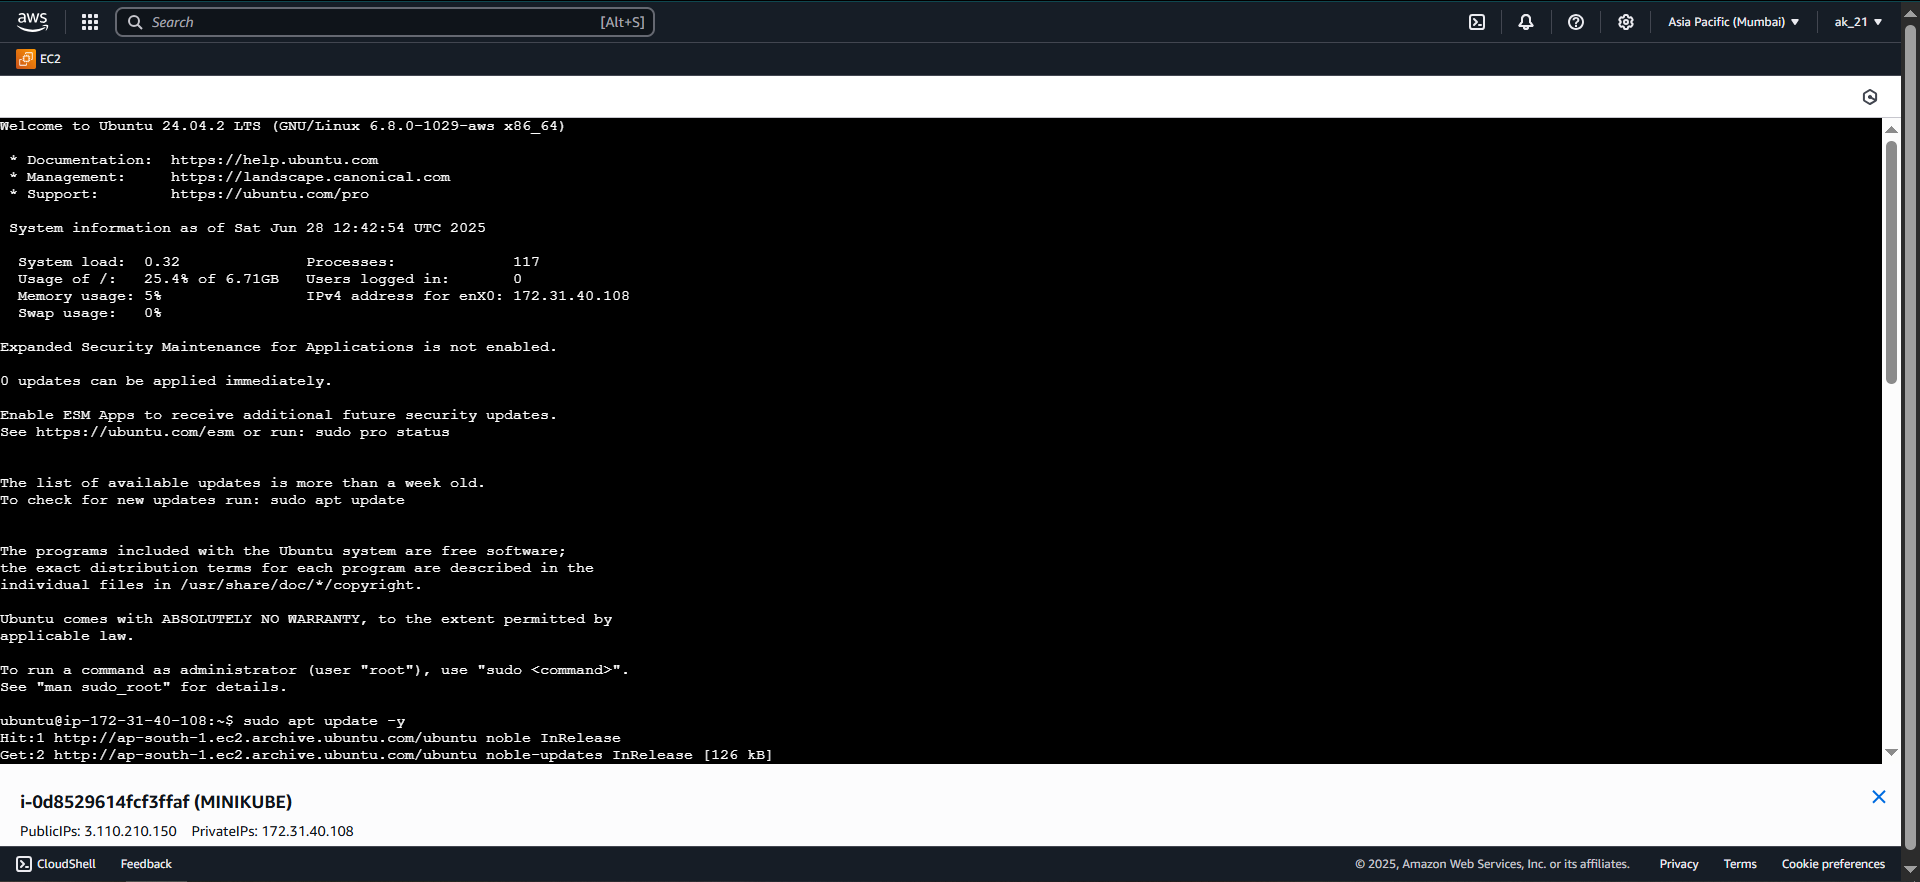 aws Search [Alt+S] Asia Pacific (Mumbai) ak_21
EC2
Welcome to Ubuntu 24.04.2 LTS (GNU/Linux 6.8.0-1029-aws x86_64)
* Documentation: https://help.ubuntu.com
* Management: https://landscape.canonical.com
* Support: https://ubuntu.com/pro
System information as of Sat Jun 28 12:42:54 UTC 2025
System load: 0.32 Processes: 117
Usage of /: 25.4% of 6.71GB Users logged in: 0
Memory usage: 5% IPv4 address for enX0: 172.31.40.108
Swap usage: 0%
Expanded Security Maintenance for Applications is not enabled.
0 updates can be applied immediately.
Enable ESM Apps to receive additional future security updates.
See https://ubuntu.com/esm or run: sudo pro status
The list of available updates is more than a week old.
To check for new updates run: sudo apt update
The programs included with the Ubuntu system are free software;
the exact distribution terms for each program are described in the
individual files in /usr/share/doc/*/copyright.
Ubuntu comes with ABSOLUTELY NO WARRANTY, to the extent permitted by
applicable law.
To run a command as administrator (user "root"), use "sudo <command>".
See "man sudo_root" for details.
ubuntu@ip-172-31-40-108:~$ sudo apt update -y
Hit:1 http://ap-south-1.ec2.archive.ubuntu.com/ubuntu noble InRelease
Get:2 http://ap-south-1.ec2.archive.ubuntu.com/ubuntu noble-updates InRelease [126 kB]
i-0d8529614fcf3ffaf (MINIKUBE)
PublicIPs: 3.110.210.150 PrivateIPs: 172.31.40.108
CloudShell Feedback © 2025, Amazon Web Services, Inc. or its affiliates. Privacy Terms Cookie preferences